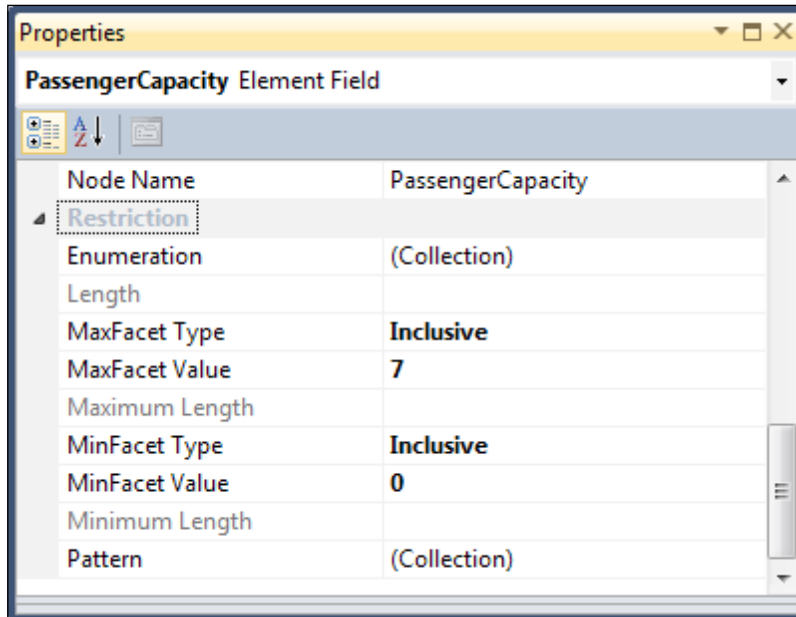 Properties
PassengerCapacity Element Field
A Z
Node Name PassengerCapacity
Restriction
Enumeration (Collection)
Length
MaxFacet Type Inclusive
MaxFacet Value 7
Maximum Length
MinFacet Type Inclusive
MinFacet Value 0
Minimum Length
Pattern (Collection)